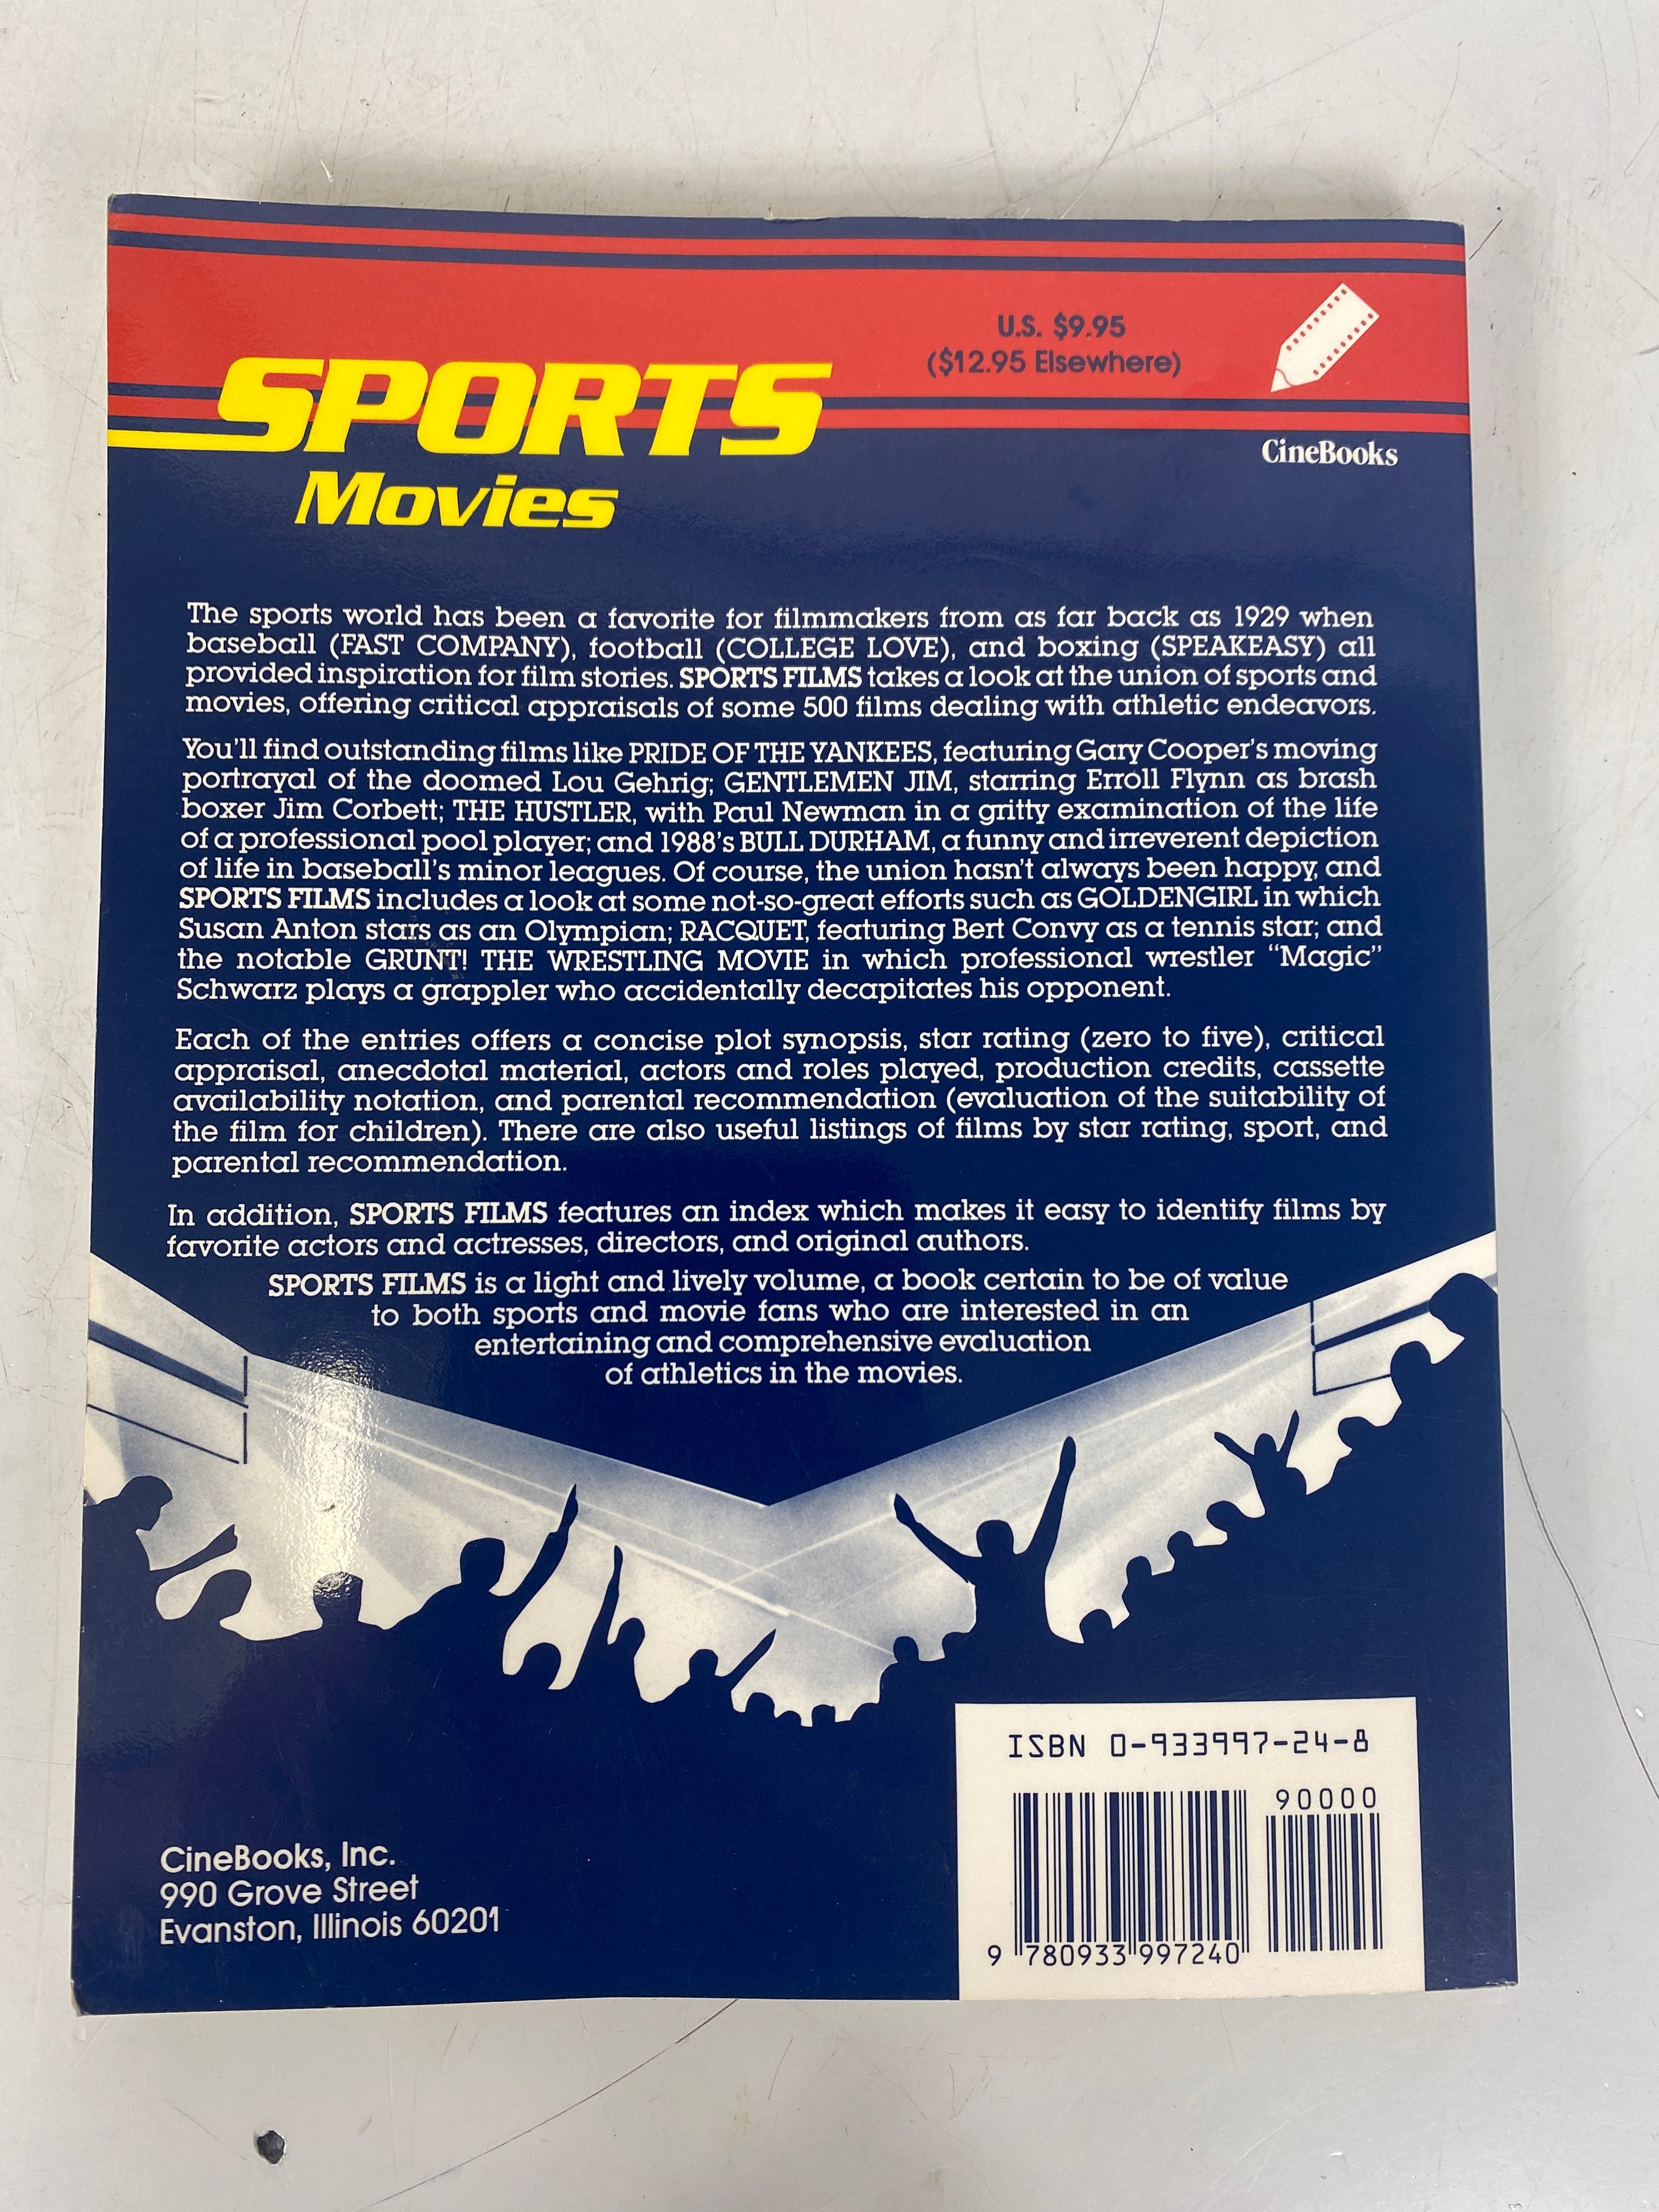 U.S. $9.95
($12.95 Elsewhere)
SPORTS
Movies
CineBooks
The sports world has been a favorite for filmmakers from as far back as 1929 when
baseball (FAST COMPANY), football (COLLEGE LOVE), and boxing (SPEAKEASY) all
provided inspiration for film stories. SPORTS FILMS takes a look at the union of sports and
movies, offering critical appraisals of some 500 films dealing with athletic endeavors.
You'll find outstanding films like PRIDE OF THE YANKEES, featuring Gary Cooper's moving
portrayal of the doomed Lou Gehrig; GENTLEMEN JIM, starring Erroll Flynn as brash
boxer Jim Corbett; THE HUSTLER, with Paul Newman in a gritty examination of the life
of a professional pool player; and 1988's BULL DURHAM, a funny and irreverent depiction
of life in baseball's minor leagues. Of course, the union hasn't always been happy, and
SPORTS FILMS includes a look at some not-so-great efforts such as GOLDENGIRL in which
Susan Anton stars as an Olympian; RACQUET, featuring Bert Convy as a tennis star; and
the notable GRUNT! THE WRESTLING MOVIE in which professional wrestler “Magic”
Schwarz plays a grappler who accidentally decapitates his opponent.
Each of the entries offers a concise plot synopsis, star rating (zero to five), critical
appraisal, anecdotal material, actors and roles played, production credits, cassette
availability notation, and parental recommendation (evaluation of the suitability of
the film for children). There are also useful listings of films by star rating, sport, and
parental recommendation.
In addition, SPORTS FILMS features an index which makes it easy to identify films by
favorite actors and actresses, directors, and original authors.
SPORTS FILMS is a light and lively volume, a book certain to be of value
to both sports and movie fans who are interested in an
entertaining and comprehensive evaluation
of athletics in the movies.
ISBN 0-933997-24-8
90000
9 780933 997240
CineBooks, Inc.
990 Grove Street
Evanston, Illinois 60201